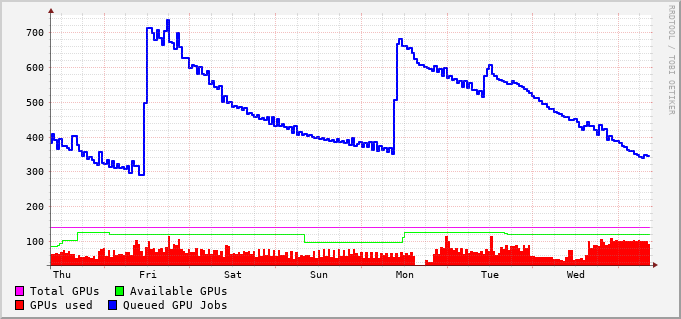 RRDTOOL / TOBI OETIKER
700
600
500
400
300
200
100
Thu Fri Sat Sun Mon Tue Wed
Total GPUs Available GPUs
GPUs used Queued GPU Jobs